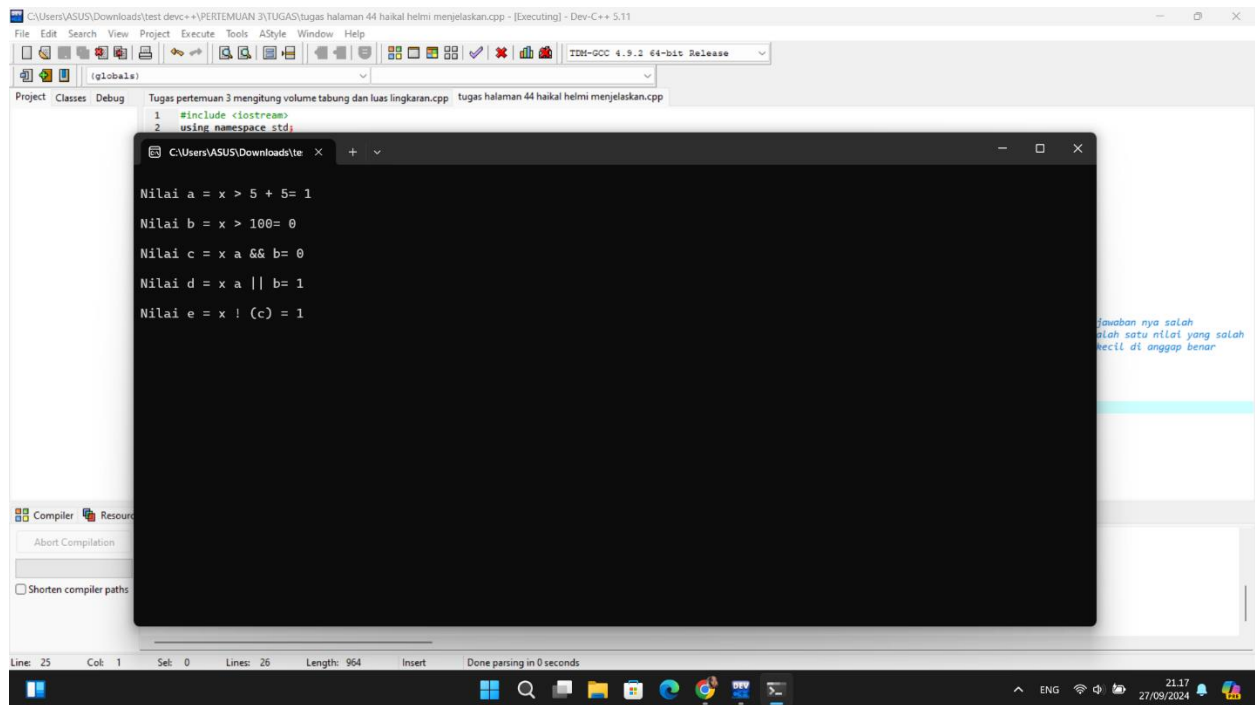 C:\Users\ASUS\Downloads\test devc++\PERTEMUAN 3\TUGAS\tugas halaman 44 haikal helmi menjelaskan.cpp - [Executing] - Dev-C++ 5.11
File Edit Search View Project Execute Tools AStyle Window Help
TDM-GCC 4.9.2 64-bit Release
(globals)
Project Classes Debug
Tugas pertemuan 3 mengitung volume tabung dan luas lingkaran.cpp tugas halaman 44 haikal helmi menjelaskan.cpp
1 #include <iostream>
2 using namespace std;
C:\Users\ASUS\Downloads\te
Nilai a = x > 5 + 5= 1
Nilai b = x > 100= 0
Nilai c = x a && b= 0
Nilai d = x a || b= 1
Nilai e = x ! (c) = 1
jawaban nya salah
alah satu nilai yang salah
kecil di anggap benar
Compiler Resourc
Abort Compilation
Shorten compiler paths
Line: 25 Col: 1 Sel: 0 Lines: 26 Length: 964 Insert Done parsing in 0 seconds
DEV
ENG
21.17
27/09/2024
PRE